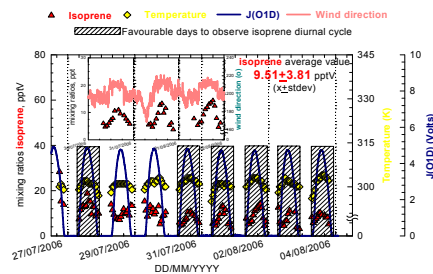 Isoprene Temperature J(O1D) Wind direction
Favourable days to observe isoprene diurnal cycle
isoprene average value
9.51±3.81 pptV
(x±stdev)
mixing ratios isoprene, pptV
80
60
40
20
0
mixing ratios, ppt
wind direction (o)
345
330
315
300
0
Temperature (K)
10
8
6
4
2
0
J(O1D) (Volts)
27/07/2006
29/07/2006
31/07/2006
02/08/2006
04/08/2006
DD/MM/YYYY